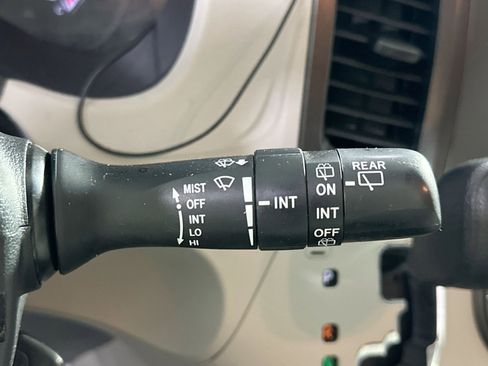 MIST
OFF
INT
LO
HI
INT
ON
INT
OFF
REAR